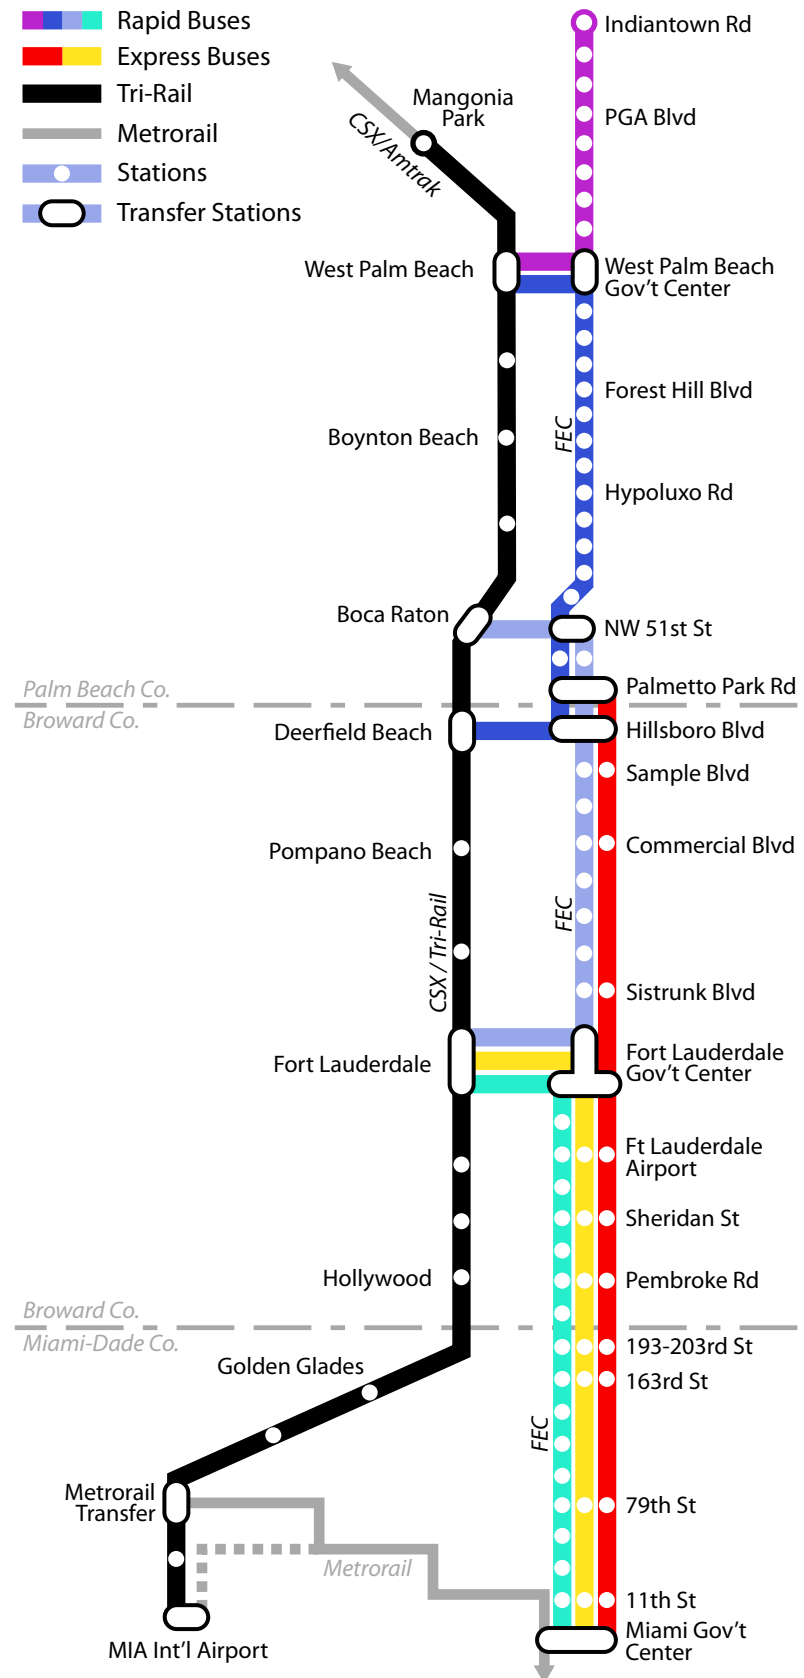 Rapid Buses
Express Buses
Tri-Rail
Metrorail
Stations
Transfer Stations
Indiantown Rd
Mangonia
Park
CSX/Amtrak
PGA Blvd
West Palm Beach
West Palm Beach
Gov't Center
Forest Hill Blvd
FEC
Boynton Beach
Hypoluxo Rd
Boca Raton
NW 51st St
Palm Beach Co.
Broward Co.
Palmetto Park Rd
Deerfield Beach
Hillsboro Blvd
Sample Blvd
Pompano Beach
Commercial Blvd
CSX / Tri-Rail
FEC
Sistrunk Blvd
Fort Lauderdale
Fort Lauderdale
Gov't Center
Ft Lauderdale
Airport
Sheridan St
Hollywood
Pembroke Rd
Broward Co.
Miami-Dade Co.
193-203rd St
Golden Glades
163rd St
FEC
Metrorail
Transfer
79th St
Metrorail
11th St
MIA Int'l Airport
Miami Gov't
Center